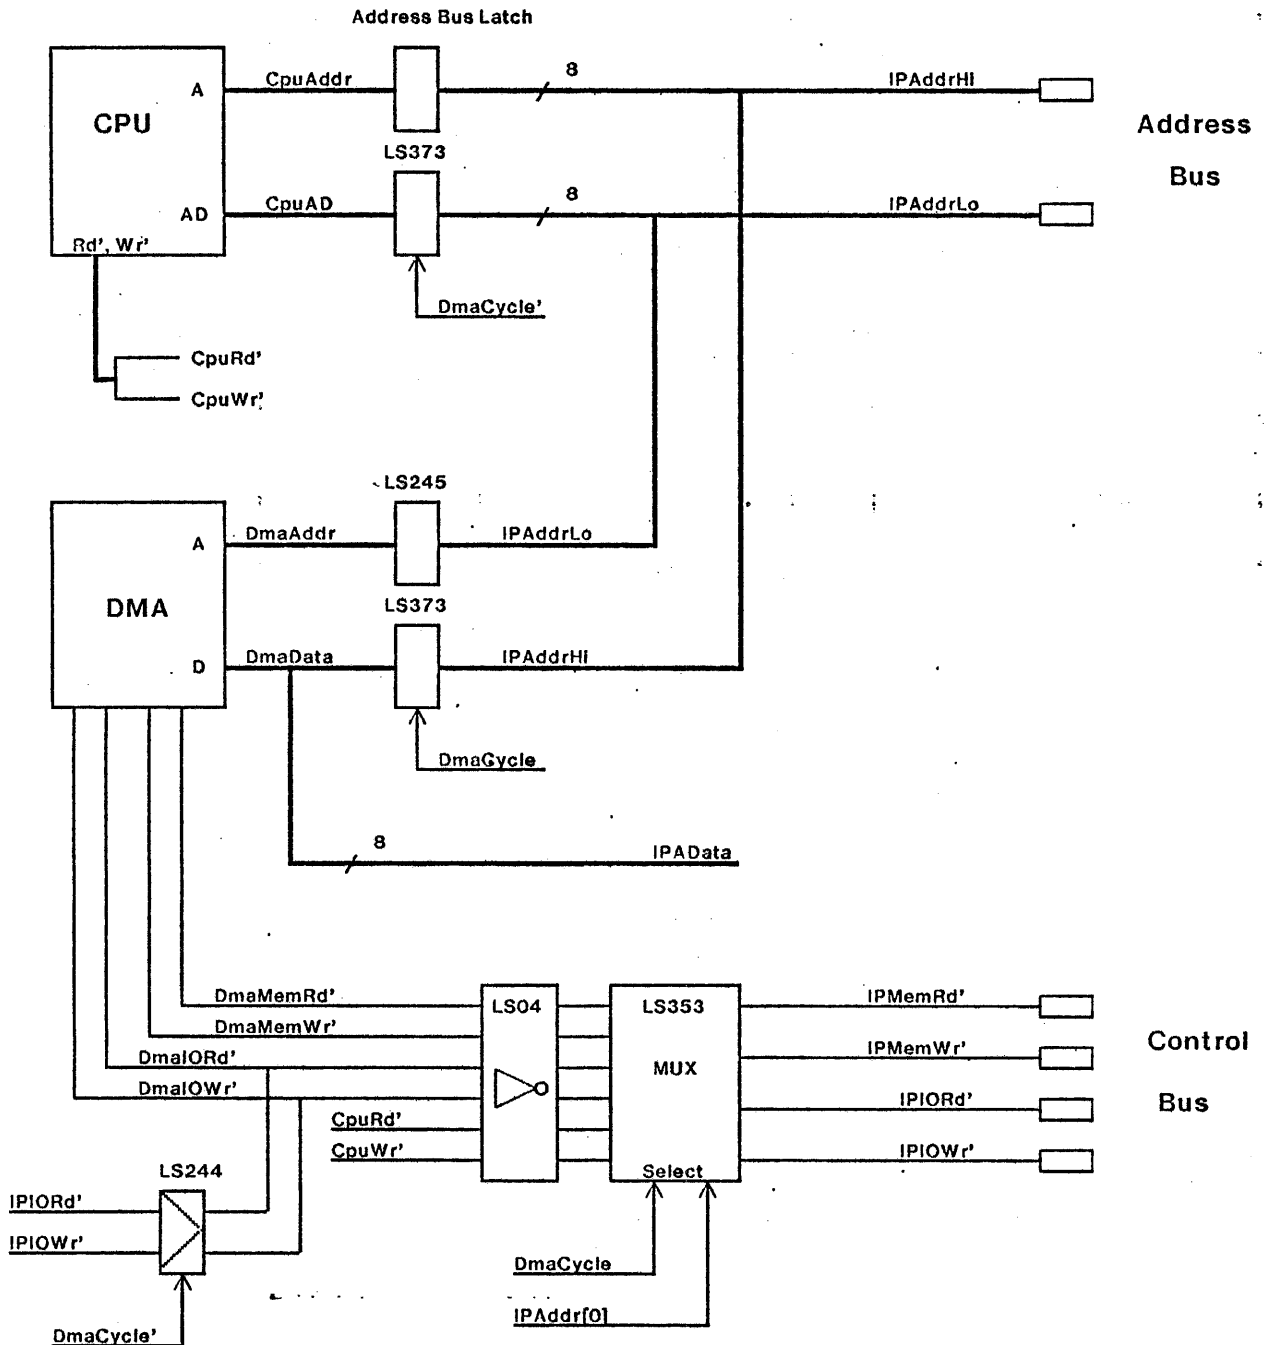 Address Bus Latch
CPU
A
CpuAddr
8
IPAddrHi
Address
Bus
LS373
AD
CpuAD
8
IPAddrLo
Rd', Wr'
DmaCycle'
CpuRd'
CpuWr'
LS245
A
DmaAddr
IPAddrLo
DMA
LS373
D
DmaData
IPAddrHi
DmaCycle
8
IPAData
DmaMemRd'
LS04
LS353
IPMemRd'
DmaMemWr'
DmaIORd'
MUX
IPMemWr'
Control
Bus
DmaIOWr'
IPIORd'
CpuRd'
CpuWr'
IPIOWr'
Select
LS244
IPIORd'
IPIOWr'
DmaCycle
IPAddr[0]
DmaCycle'